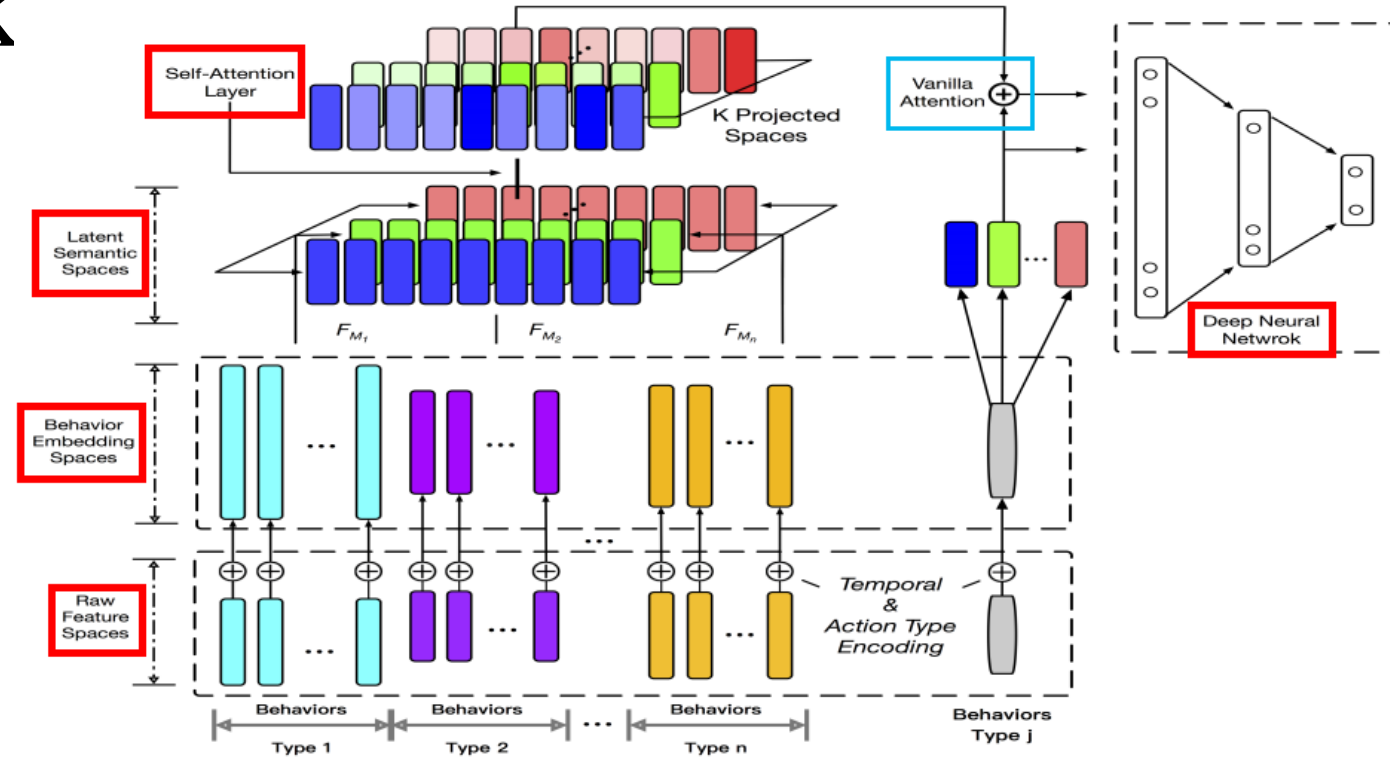 Self-Attention
Layer
K Projected
Spaces
Vanilla
Attention
Latent
Semantic
Spaces
F_{M_1}
F_{M_2}
F_{M_n}
Deep Neural
Netwrok
Behavior
Embedding
Spaces
...
...
...
...
Raw
Feature
Spaces
...
...
...
Temporal
&
Action Type
Encoding
Behaviors
Type 1
Behaviors
Type 2
...
Behaviors
Type n
Behaviors
Type j